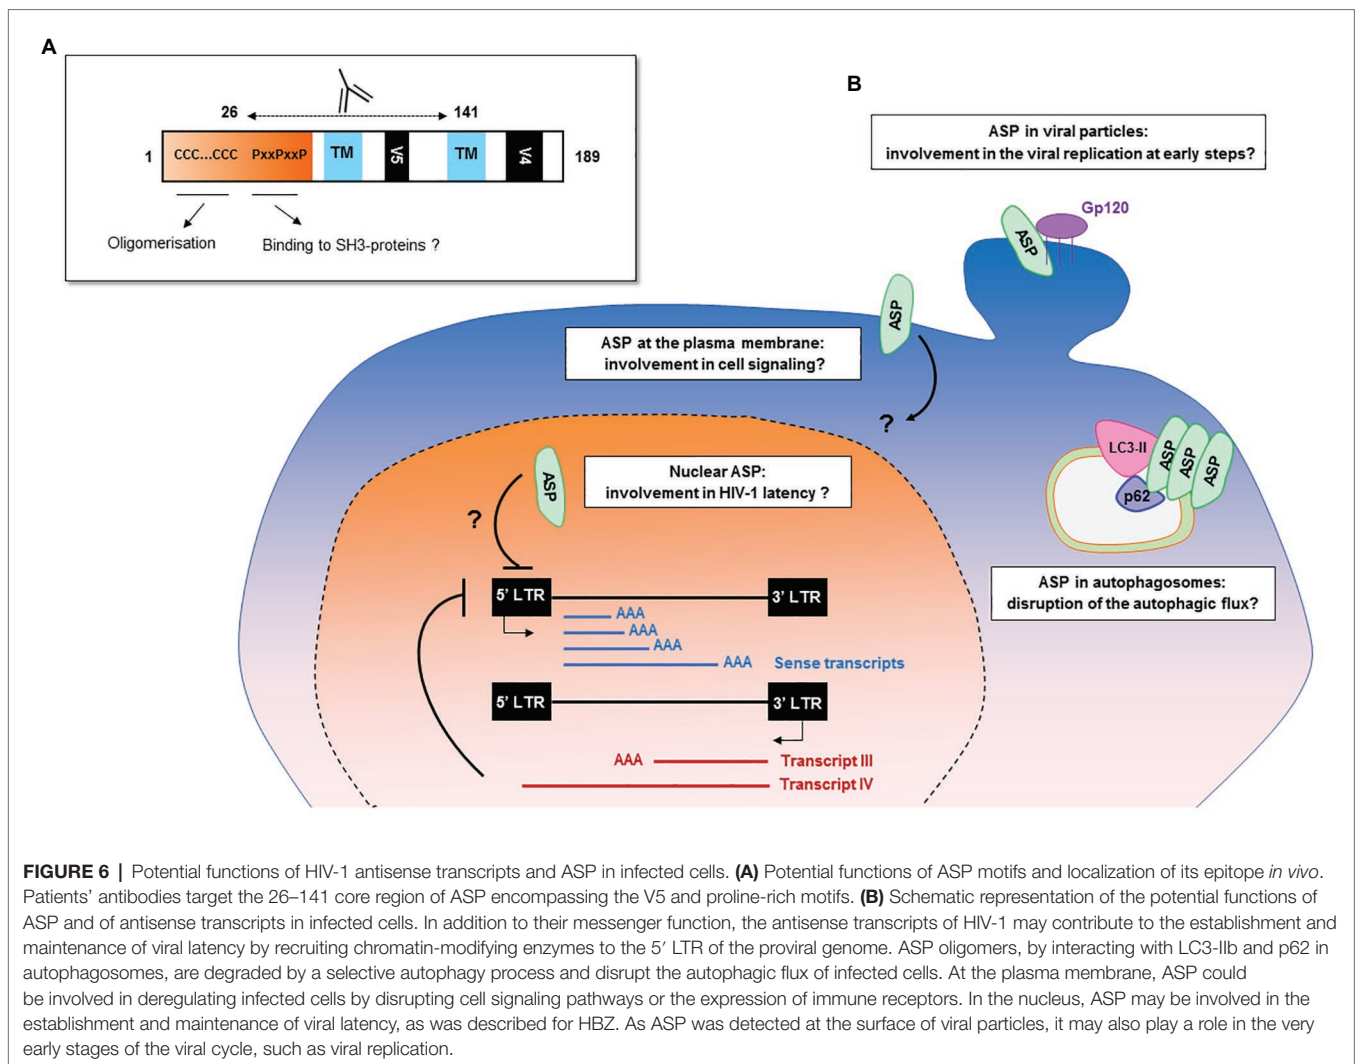 A
26
141
1
CCC...CCC
PxxPxxP
TM
V5
TM
V4
189
Oligomerisation
Binding to SH3-proteins ?
B
ASP in viral particles:
involvement in the viral replication at early steps?
Gp120
ASP
ASP
ASP at the plasma membrane:
involvement in cell signaling?
?
LC3-II
ASP
ASP
ASP
p62
ASP in autophagosomes:
disruption of the autophagic flux?
ASP
Nuclear ASP:
involvement in HIV-1 latency ?
?
5' LTR
3' LTR
AAA
AAA
AAA
AAA
Sense transcripts
5' LTR
3' LTR
AAA
Transcript III
Transcript IV
FIGURE 6 | Potential functions of HIV-1 antisense transcripts and ASP in infected cells. (A) Potential functions of ASP motifs and localization of its epitope in vivo.
Patients' antibodies target the 26–141 core region of ASP encompassing the V5 and proline-rich motifs. (B) Schematic representation of the potential functions of
ASP and of antisense transcripts in infected cells. In addition to their messenger function, the antisense transcripts of HIV-1 may contribute to the establishment and
maintenance of viral latency by recruiting chromatin-modifying enzymes to the 5′ LTR of the proviral genome. ASP oligomers, by interacting with LC3-IIb and p62 in
autophagosomes, are degraded by a selective autophagy process and disrupt the autophagic flux of infected cells. At the plasma membrane, ASP could
be involved in deregulating infected cells by disrupting cell signaling pathways or the expression of immune receptors. In the nucleus, ASP may be involved in the
establishment and maintenance of viral latency, as was described for HBZ. As ASP was detected at the surface of viral particles, it may also play a role in the very
early stages of the viral cycle, such as viral replication.